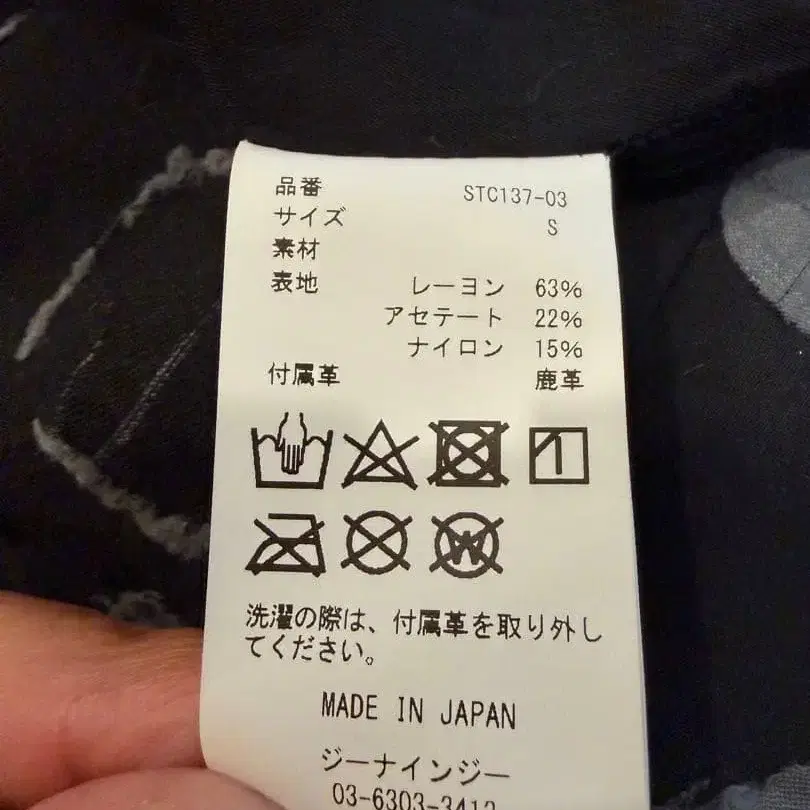 品番 STC137-03
サイズ S
素材
表地 レーヨン 63%
アセテート 22%
ナイロン 15%
付属革 鹿革
洗濯の際は、付属革を取り外し
てください。
MADE IN JAPAN
ジーナインジー
03-6303-3412